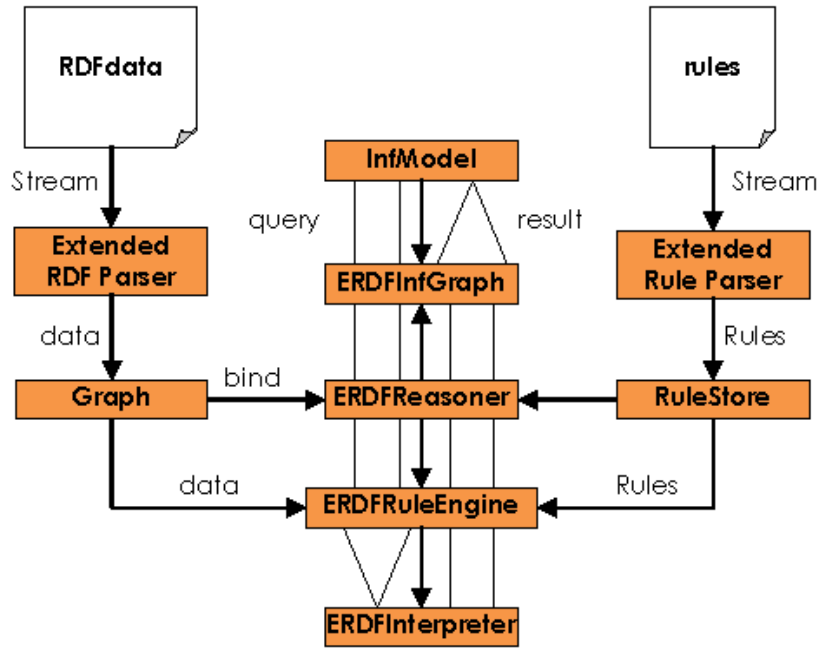 RDFdata
rules
InfModel
Stream
Stream
query
result
Extended
RDF Parser
Extended
Rule Parser
ERDFInfGraph
data
Rules
bind
Graph
ERDFReasoner
RuleStore
data
Rules
ERDFRuleEngine
ERDFInterpreter